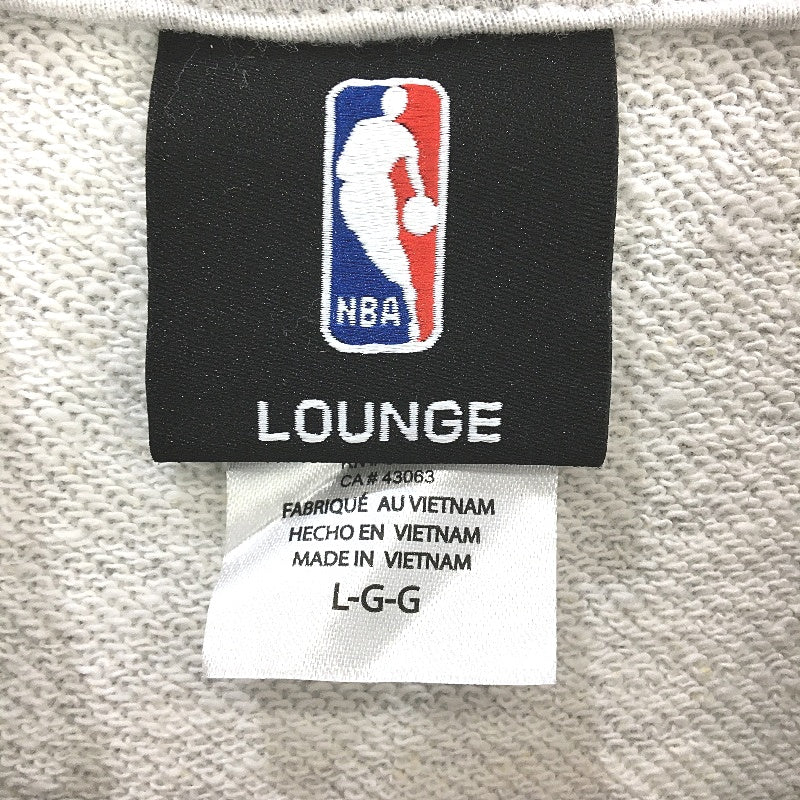 NBA
LOUNGE
CA# 43063
FABRIQUÉ AU VIETNAM
HECHO EN VIETNAM
MADE IN VIETNAM
L-G-G